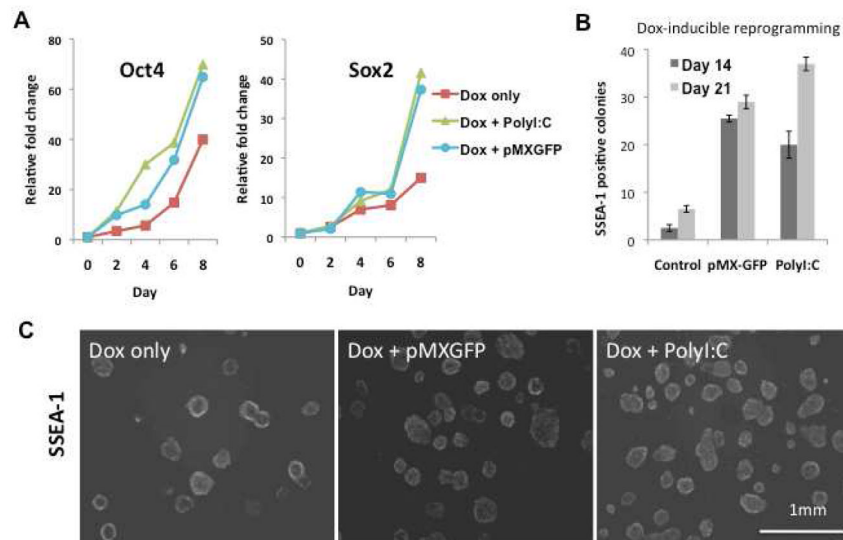 A
Oct4
Relative fold change
80
60
40
20
0
0 2 4 6 8
Day
Sox2
Relative fold change
50
40
30
20
10
0
0 2 4 6 8
Day
Dox only
Dox + PolyI:C
Dox + pMXGFP
B
Dox-inducible reprogramming
SSEA-1 positive colonies
40
30
20
10
0
Day 14
Day 21
Control pMX-GFP PolyI:C
C
SSEA-1
Dox only
Dox + pMXGFP
Dox + PolyI:C
1mm